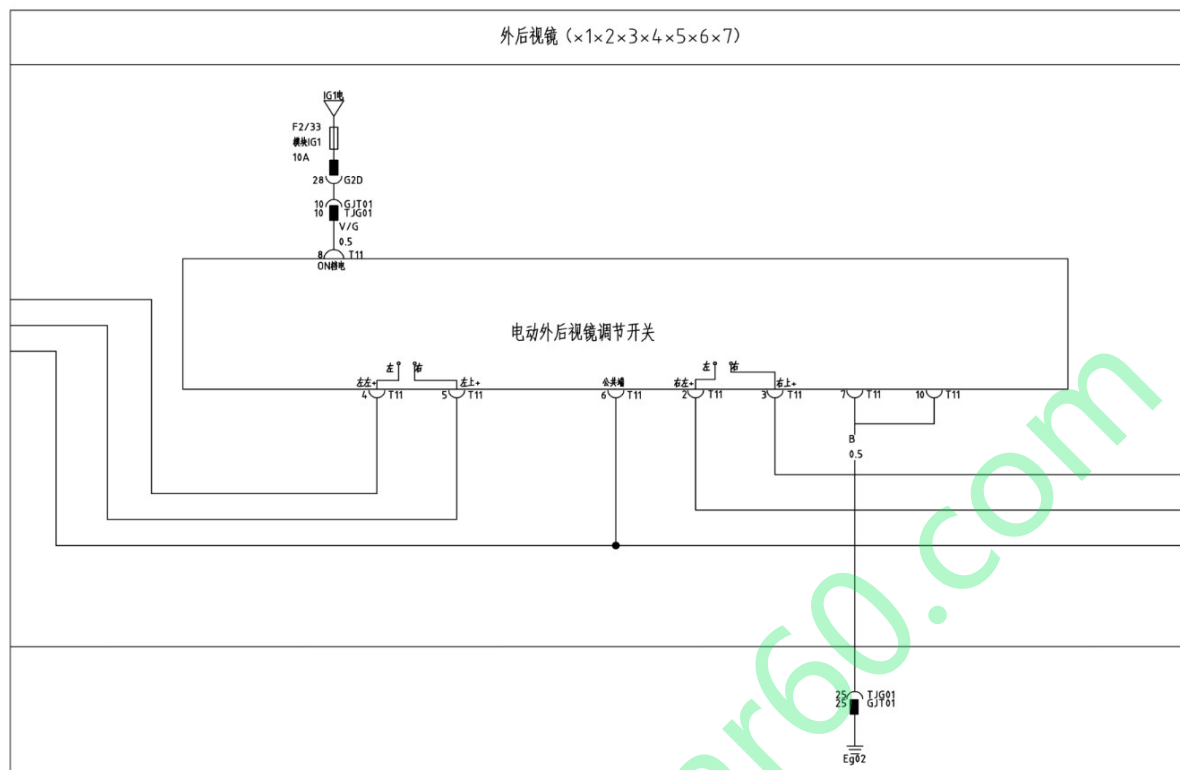 外后视镜（×1×2×3×4×5×6×7）
IG1电
F2/33
模块IG1
10A
28 G2D
10 GJT01
10 TJG01
V/G
0.5
8 T11
ON档电
电动外后视镜调节开关
左 右
左 右
左左+ 左上+ 公共端 右左+ 右上+
4 T11 5 T11 6 T11 2 T11 3 T11 7 T11 10 T11
B
0.5
25 TJG01
25 GJT01
Eg02
er60.com